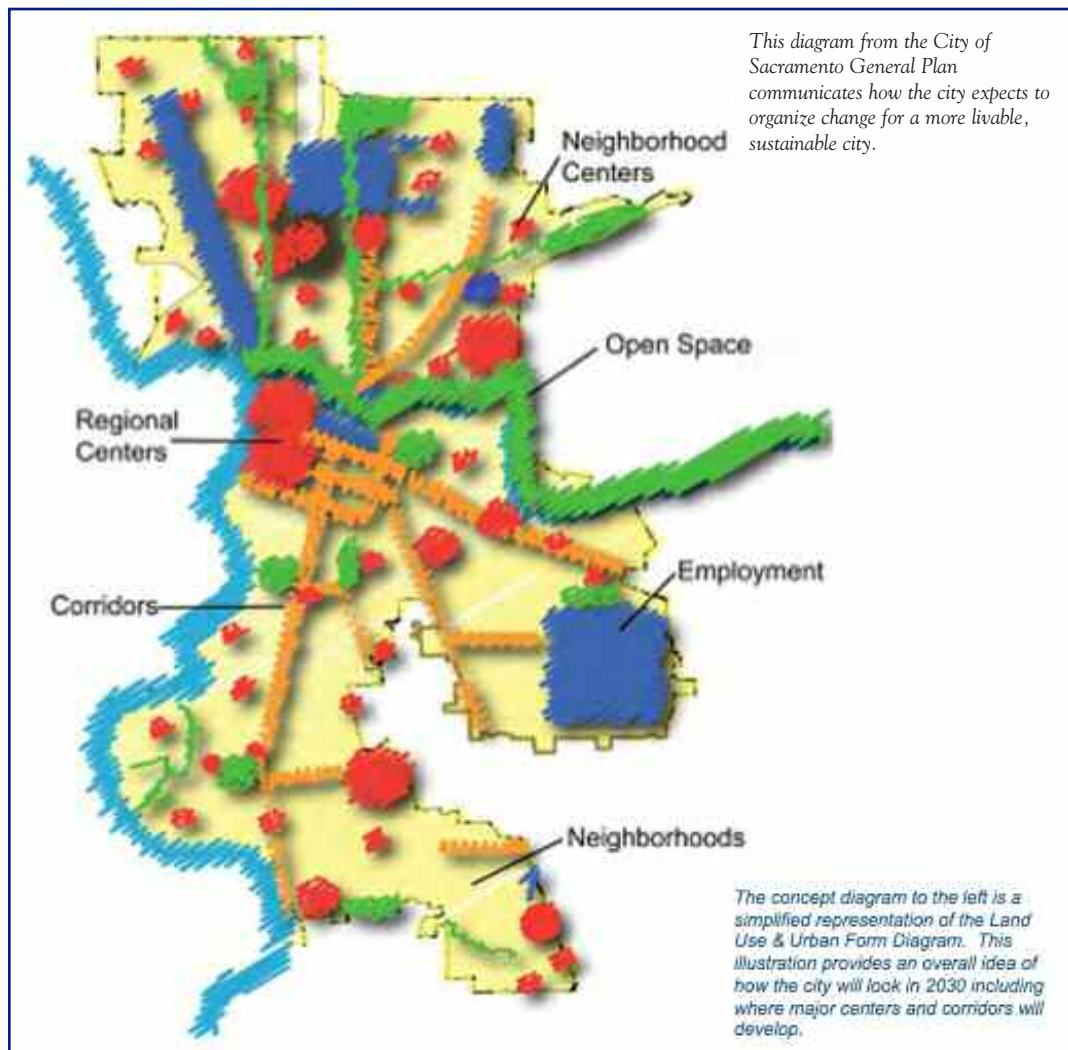 This diagram from the City of
Sacramento General Plan
communicates how the city expects to
organize change for a more livable,
sustainable city.
Neighborhood
Centers
Open Space
Regional
Centers
Employment
Corridors
Neighborhoods
The concept diagram to the left is a
simplified representation of the Land
Use & Urban Form Diagram. This
illustration provides an overall idea of
how the city will look in 2030 including
where major centers and corridors will
develop.